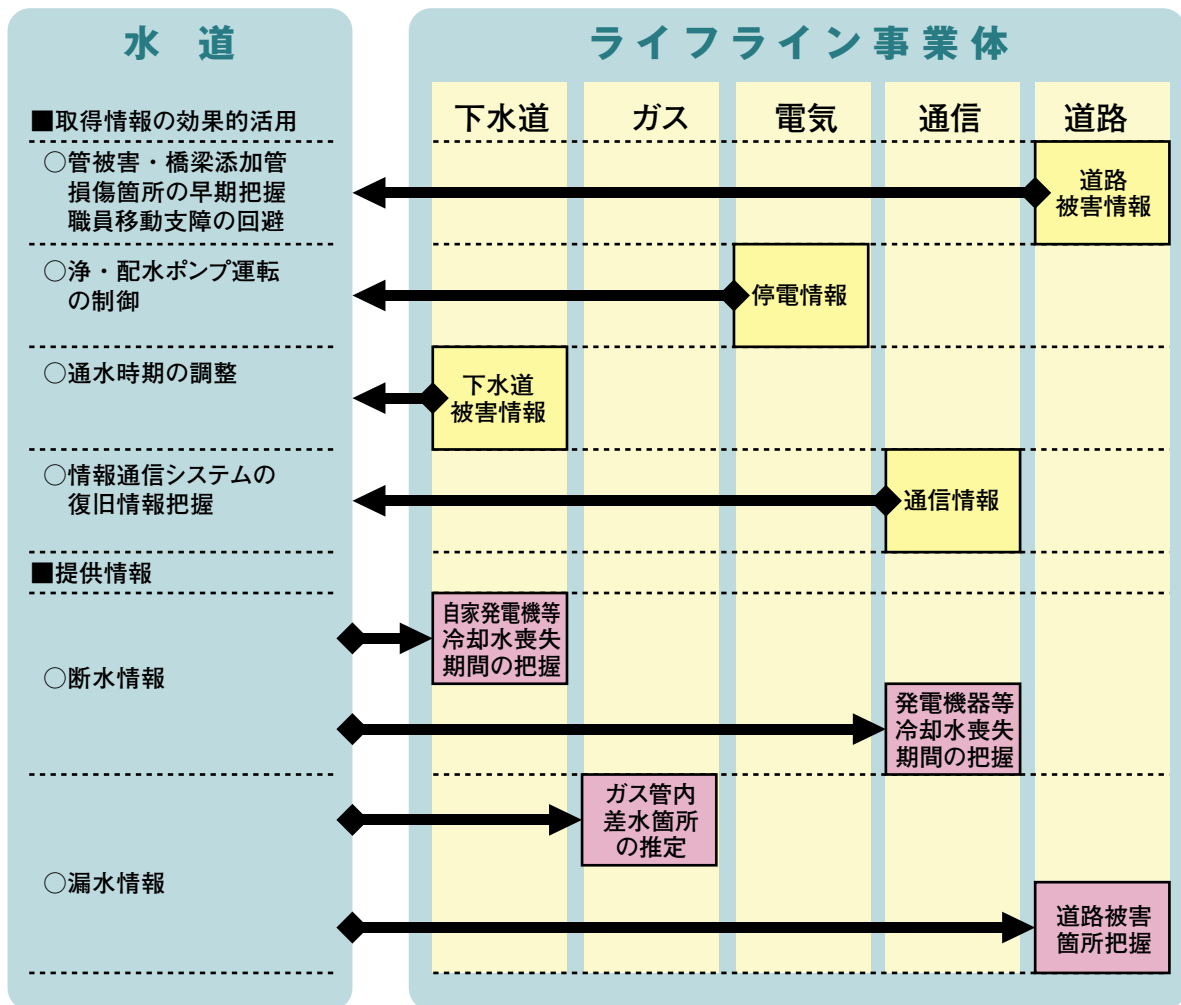 水　道
ライフライン事業体
下水道
ガス
電気
通信
道路
■取得情報の効果的活用
○管被害・橋梁添加管
損傷箇所の早期把握
職員移動支障の回避
道路
被害情報
○浄・配水ポンプ運転
の制御
停電情報
○通水時期の調整
下水道
被害情報
○情報通信システムの
復旧情報把握
通信情報
■提供情報
○断水情報
自家発電機等
冷却水喪失
期間の把握
発電機器等
冷却水喪失
期間の把握
○漏水情報
ガス管内
差水箇所
の推定
道路被害
箇所把握